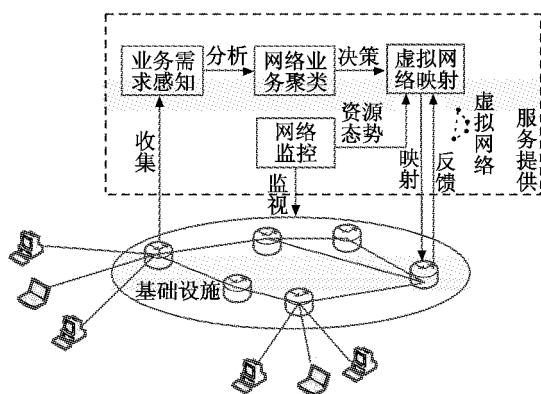 业务需
求感知
分析
网络业
务聚类
决策
虚拟网
络映射
收集
网络
监控
资源
态势
映射
反馈
虚拟网络
服务提供
监视
基础设施